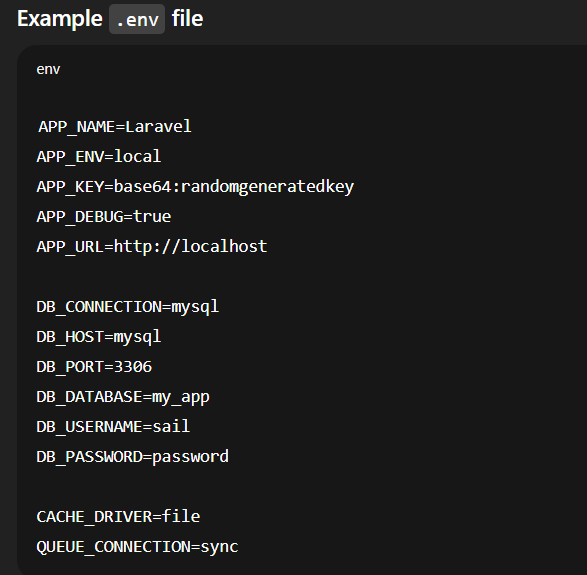 Example .env file
env
APP_NAME=Laravel
APP_ENV=local
APP_KEY=base64:randomgeneratedkey
APP_DEBUG=true
APP_URL=http://localhost
DB_CONNECTION=mysql
DB_HOST=mysql
DB_PORT=3306
DB_DATABASE=my_app
DB_USERNAME=sail
DB_PASSWORD=password
CACHE_DRIVER=file
QUEUE_CONNECTION=sync